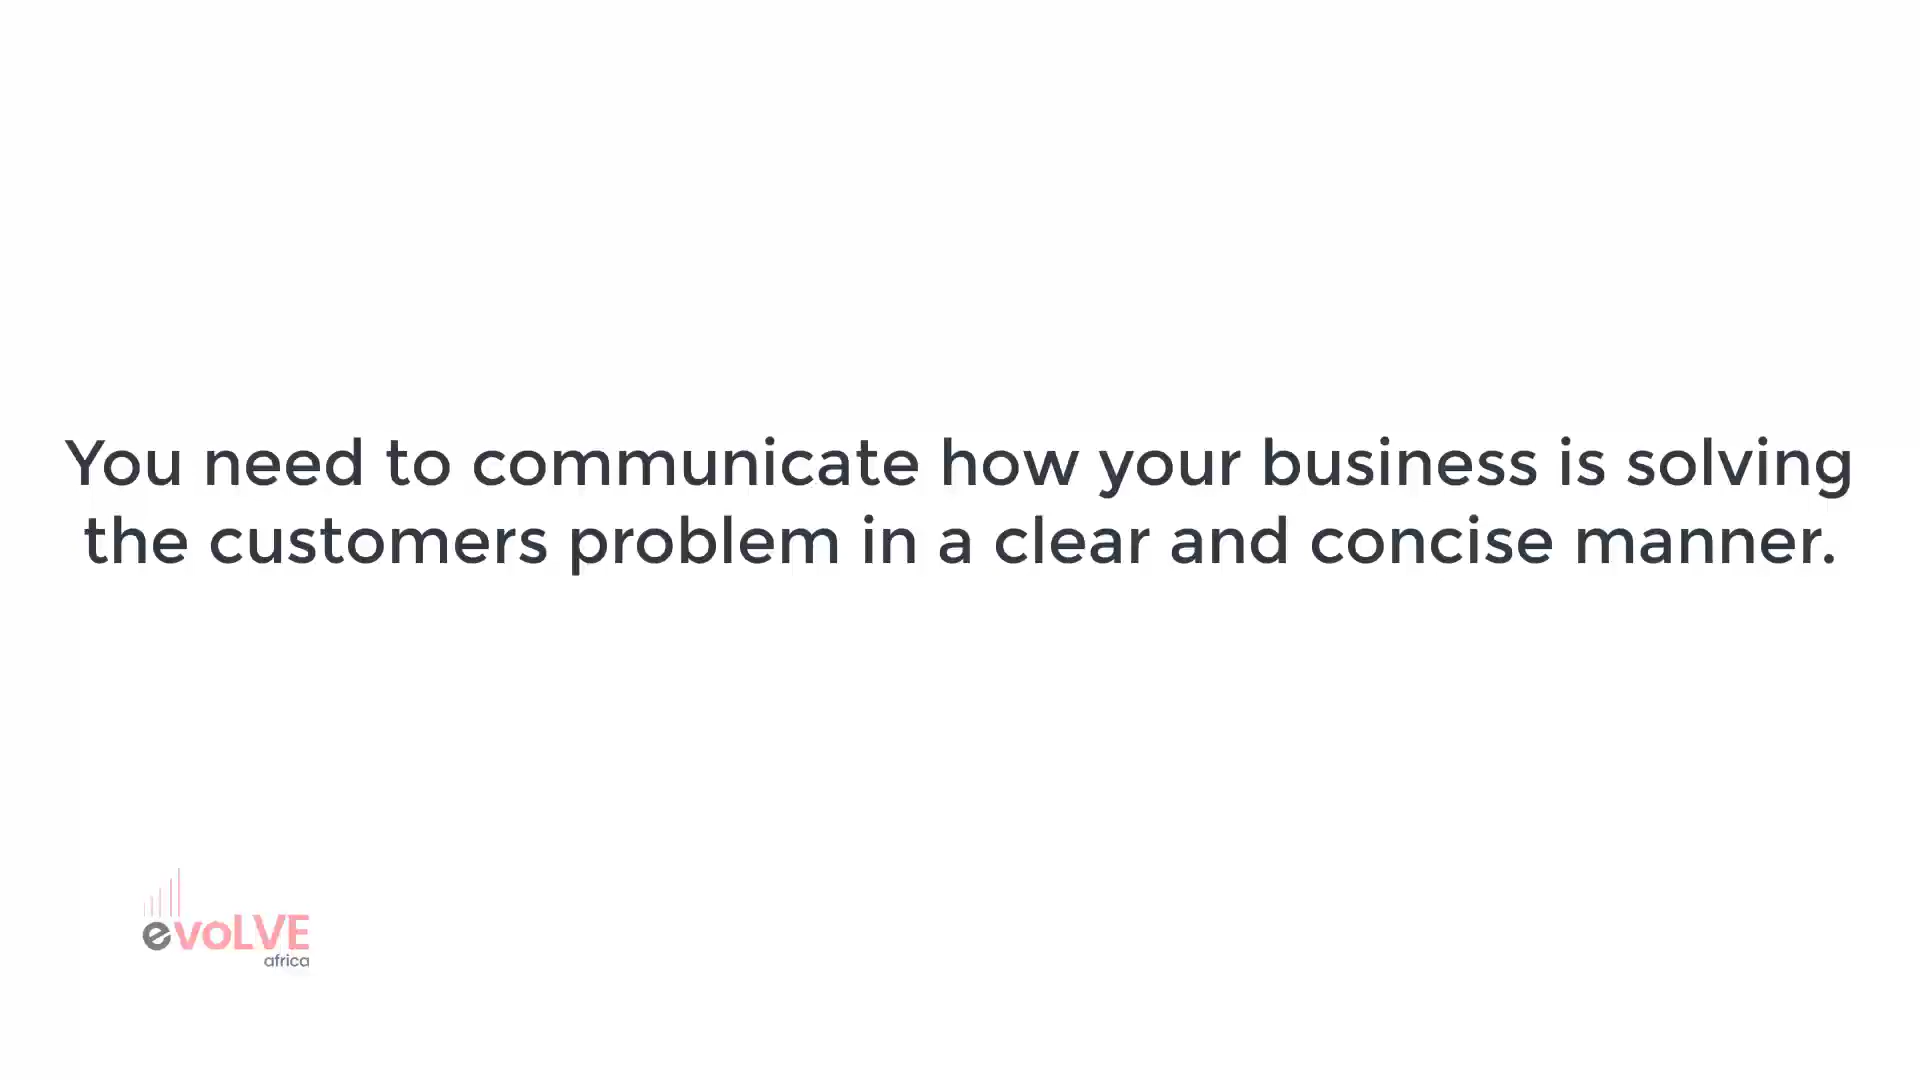 You need to communicate how your business is solving
the customers problem in a clear and concise manner.
evoLVE
africa